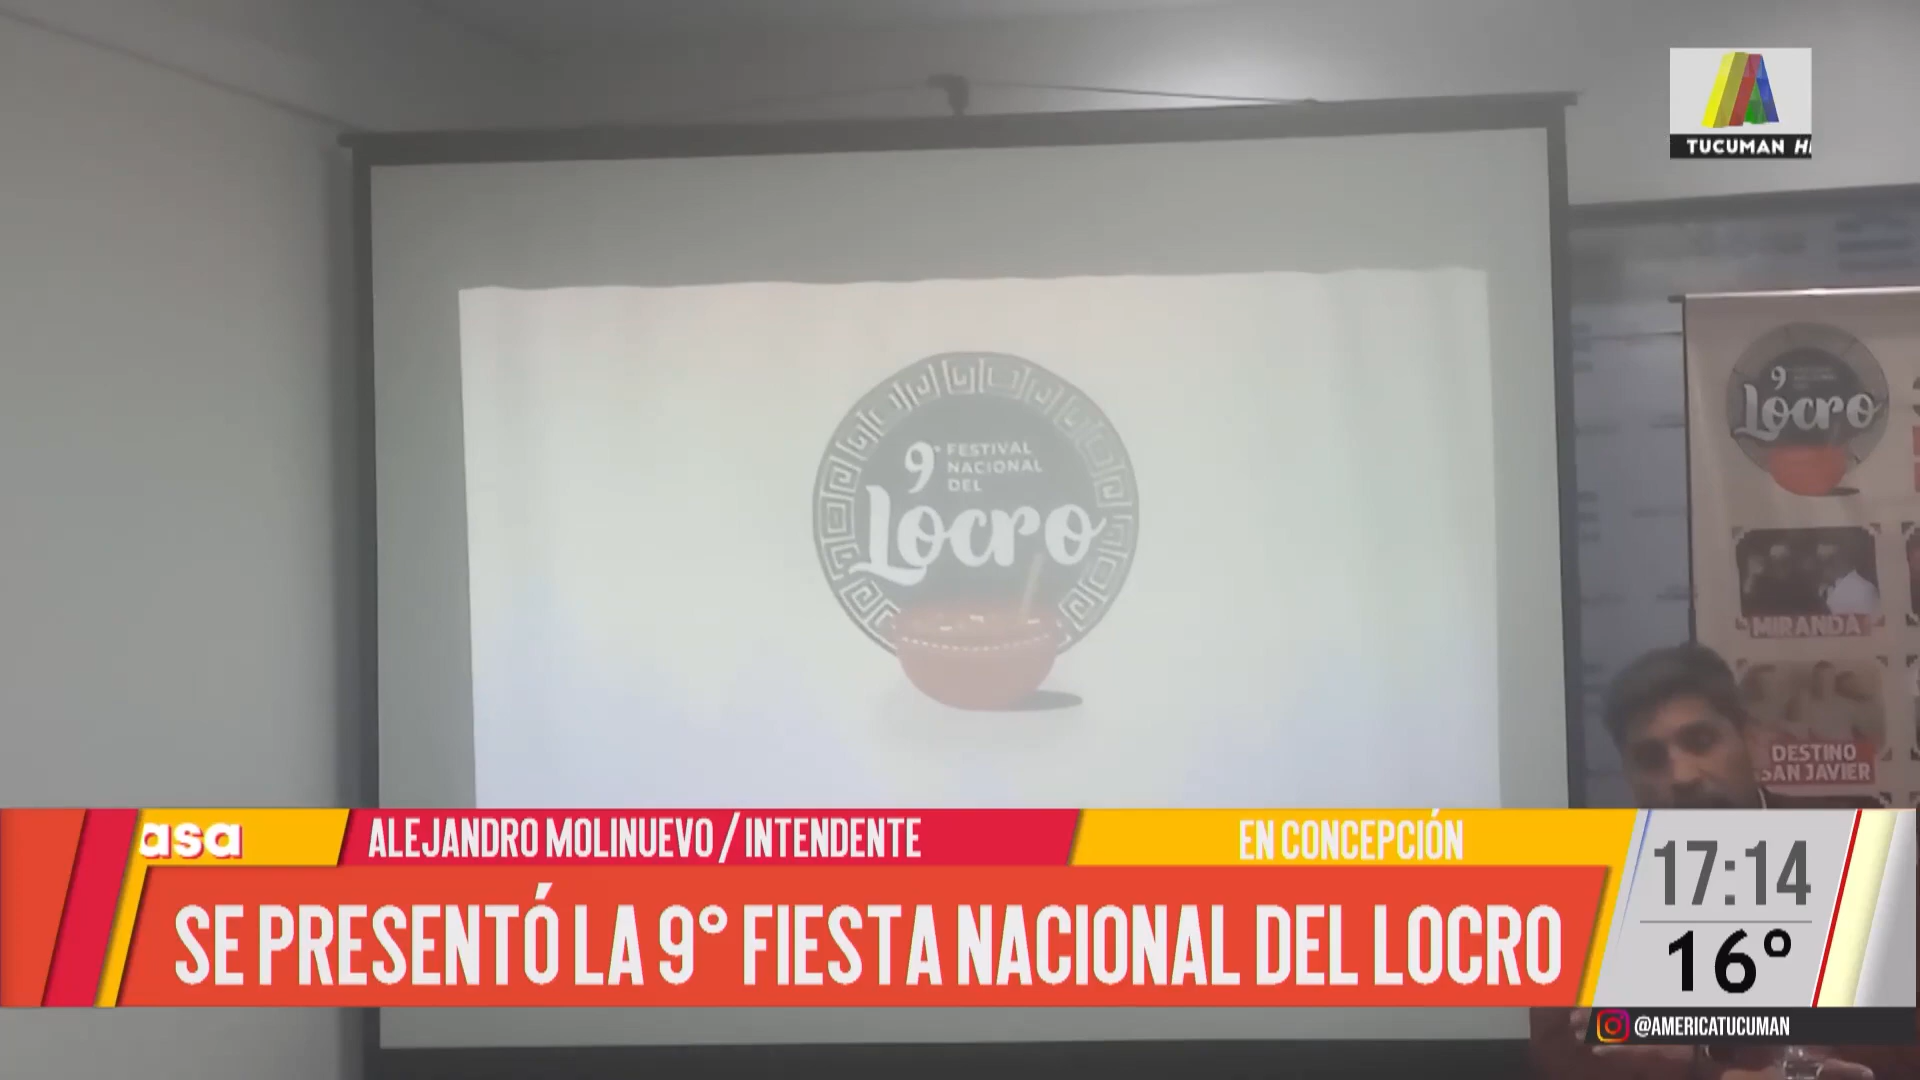 TUCUMAN
9° FESTIVAL
NACIONAL
DEL
Locro
9
Locro
MIRANDA
DESTINO
SAN JAVIER
asa
ALEJANDRO MOLINUEVO / INTENDENTE
EN CONCEPCIÓN
SE PRESENTÓ LA 9° FIESTA NACIONAL DEL LOCRO
17:14
16°
@AMERICATUCUMAN